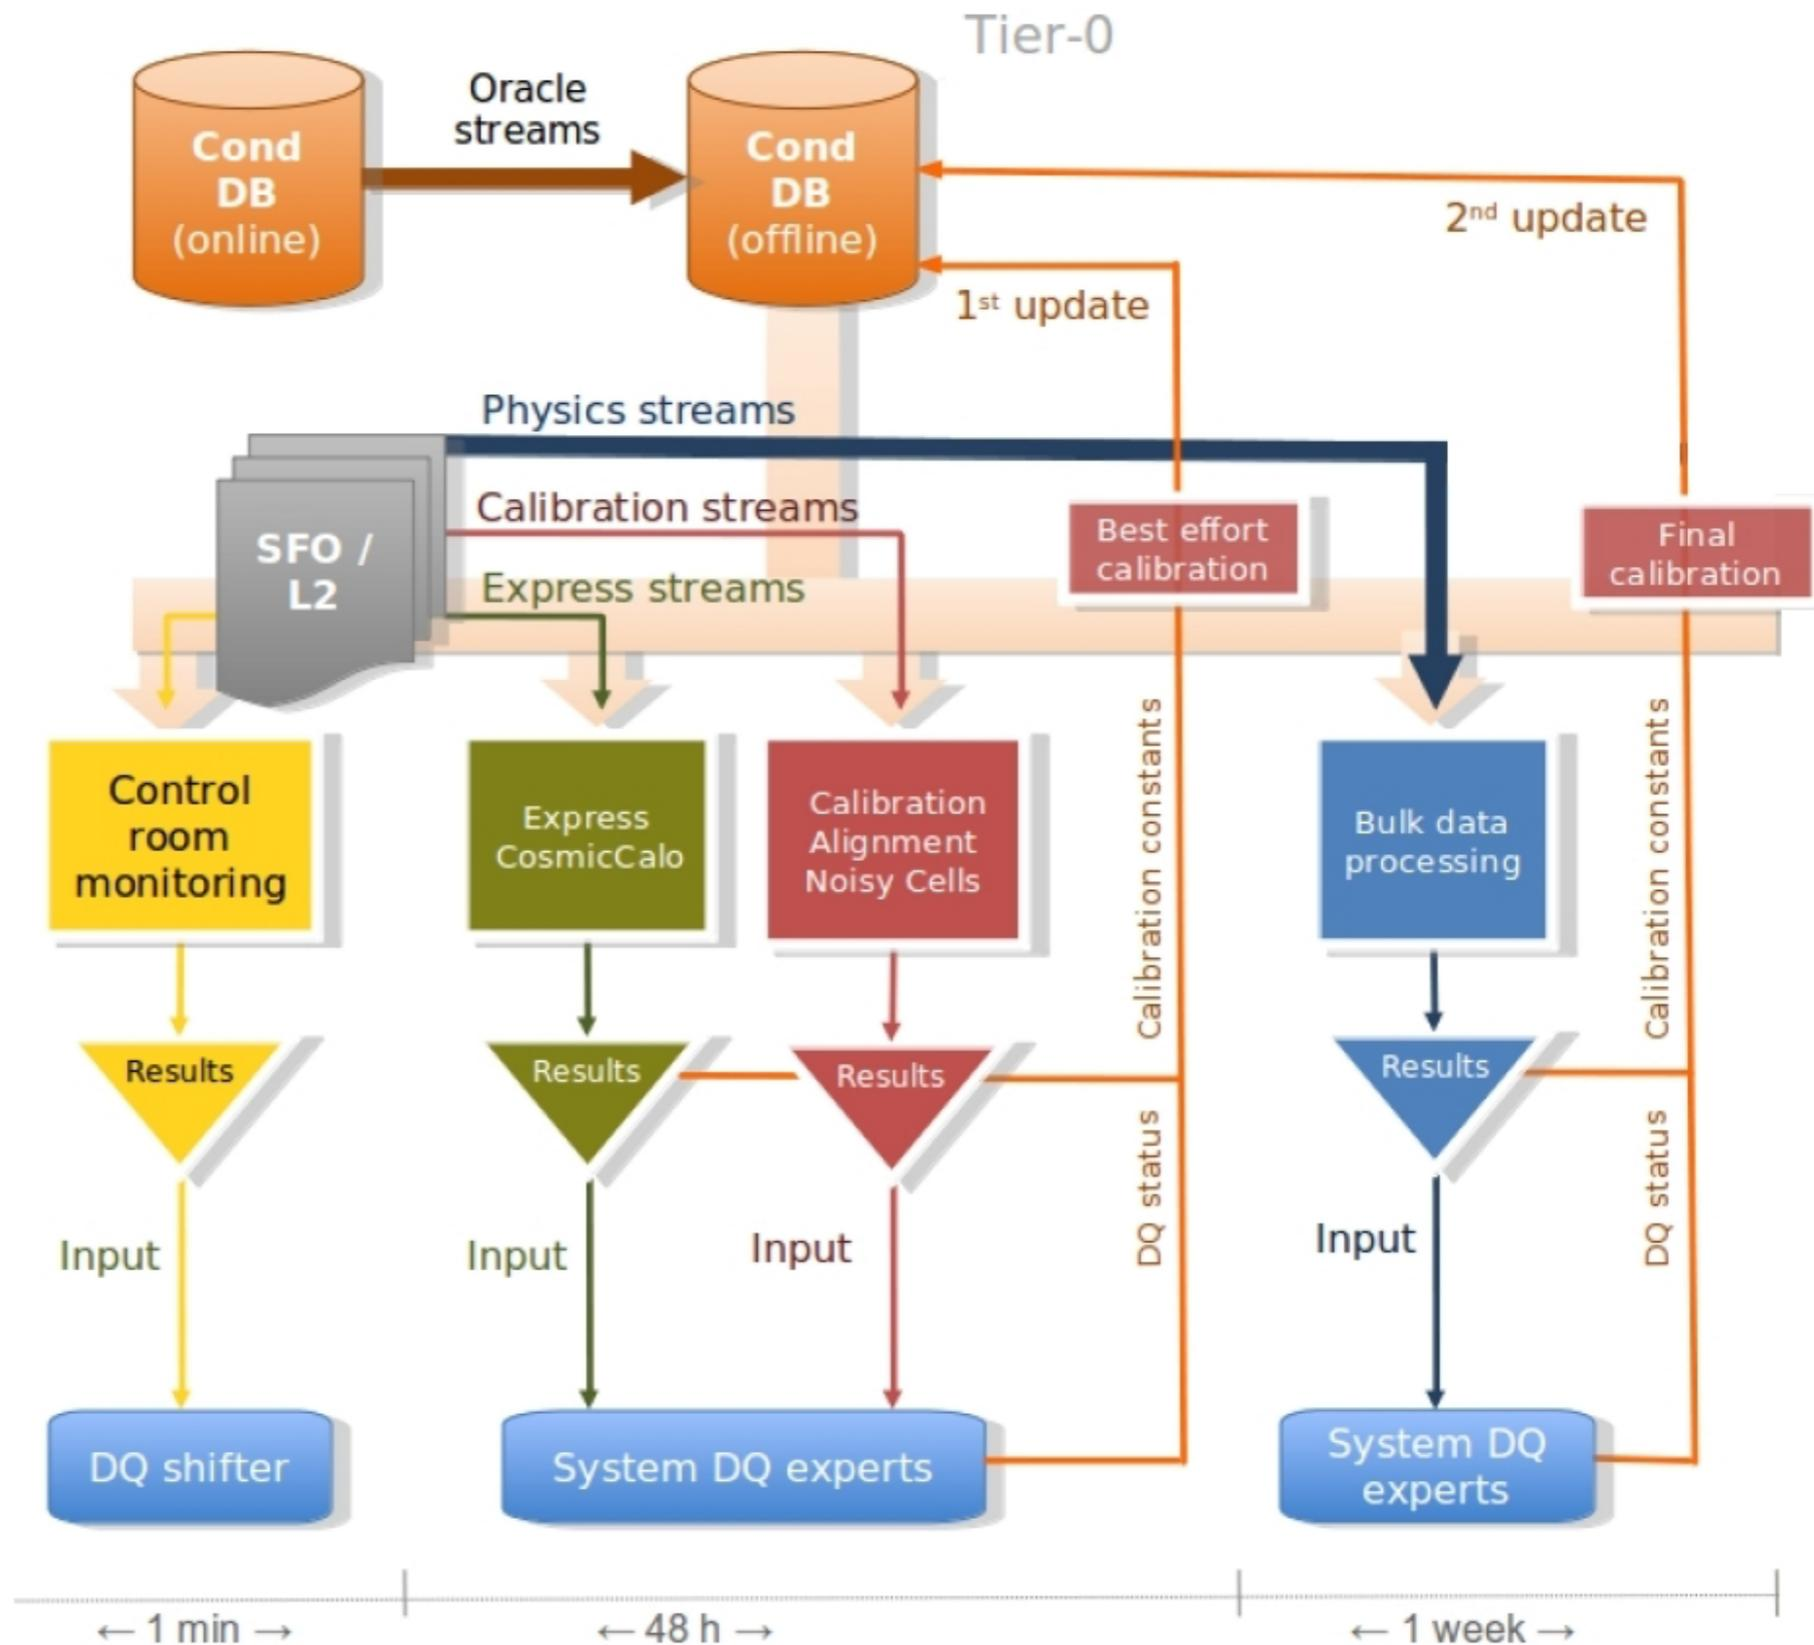 Tier-0
Oracle
streams
Cond
DB
(online)
Cond
DB
(offline)
2nd update
1st update
Physics streams
Calibration streams
Express streams
SFO /
L2
Best effort
calibration
Final
calibration
Control
room
monitoring
Express
CosmicCalo
Calibration
Alignment
Noisy Cells
Calibration constants
Bulk data
processing
Calibration constants
Results
Results
Results
Results
DQ status
DQ status
Input
Input
Input
Input
DQ shifter
System DQ experts
System DQ
experts
← 1 min →
← 48 h →
← 1 week →